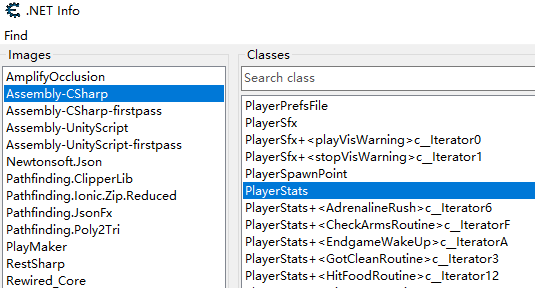 .NET Info
Find
Images
AmplifyOcclusion
Assembly-CSharp
Assembly-CSharp-firstpass
Assembly-UnityScript
Assembly-UnityScript-firstpass
Newtonsoft.Json
Pathfinding.ClipperLib
Pathfinding.Ionic.Zip.Reduced
Pathfinding.JsonFx
Pathfinding.Poly2Tri
PlayMaker
RestSharp
Rewired_Core
Classes
Search class
PlayerPrefsFile
PlayerSfx
PlayerSfx+<playVisWarning>c__Iterator0
PlayerSfx+<stopVisWarning>c__Iterator1
PlayerSpawnPoint
PlayerStats
PlayerStats+<AdrenalineRush>c__Iterator6
PlayerStats+<CheckArmsRoutine>c__IteratorF
PlayerStats+<EndgameWakeUp>c__IteratorA
PlayerStats+<GotCleanRoutine>c__Iterator3
PlayerStats+<HitFoodRoutine>c__Iterator12